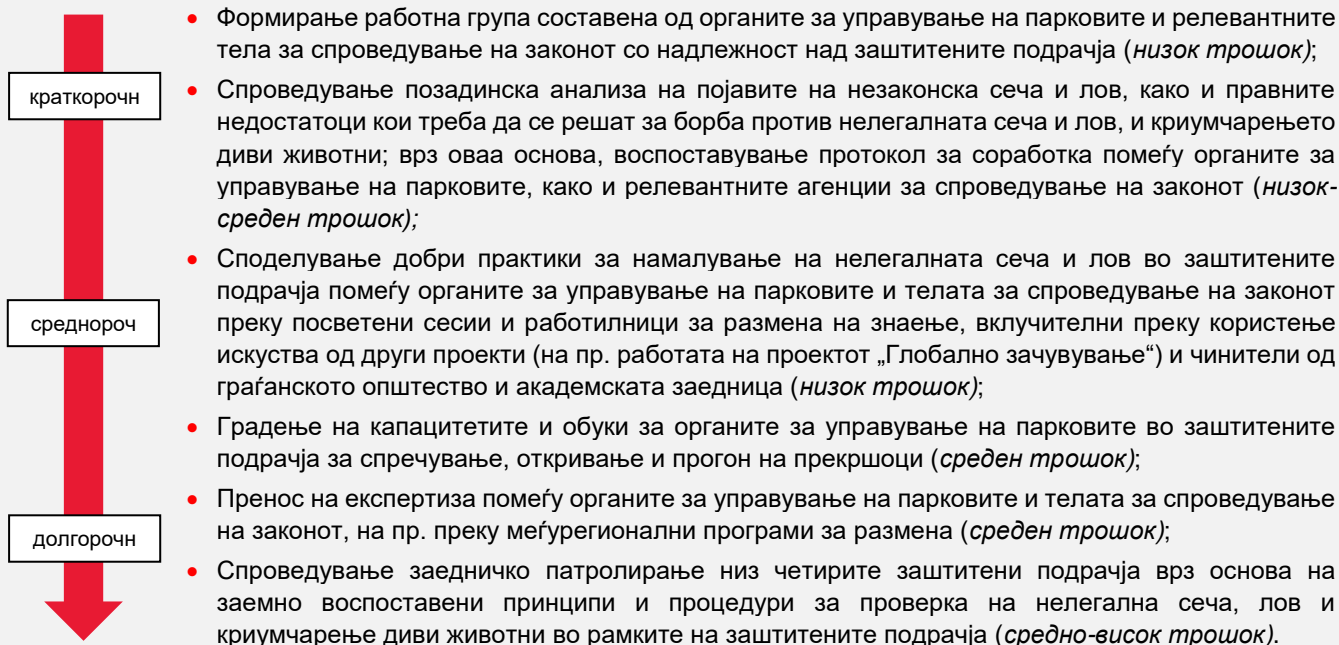 • Формирање работна група составена од органите за управување на парковите и релевантните
тела за спроведување на законот со надлежност над заштитените подрачја (низок трошок);
краткорочн
• Спроведување позадинска анализа на појавите на незаконска сеча и лов, како и правните
недостатоци кои треба да се решат за борба против нелегалната сеча и лов, и криумчарењето
диви животни; врз оваа основа, воспоставување протокол за соработка помеѓу органите за
управување на парковите, како и релевантните агенции за спроведување на законот (низок-
среден трошок);
• Споделување добри практики за намалување на нелегалната сеча и лов во заштитените
подрачја помеѓу органите за управување на парковите и телата за спроведување на законот
среднороч
преку посветени сесии и работилници за размена на знаење, вклучителни преку користење
искуства од други проекти (на пр. работата на проектот „Глобално зачувување“) и чинители од
граѓанското општество и академската заедница (низок трошок);
• Градење на капацитетите и обуки за органите за управување на парковите во заштитените
подрачја за спречување, откривање и прогон на прекршоци (среден трошок);
• Пренос на експертиза помеѓу органите за управување на парковите и телата за спроведување
на законот, на пр. преку меѓурегионални програми за размена (среден трошок);
долгорочн
• Спроведување заедничко патролирање низ четирите заштитени подрачја врз основа на
заемно воспоставени принципи и процедури за проверка на нелегална сеча, лов и
криумчарење диви животни во рамките на заштитените подрачја (средно-висок трошок).